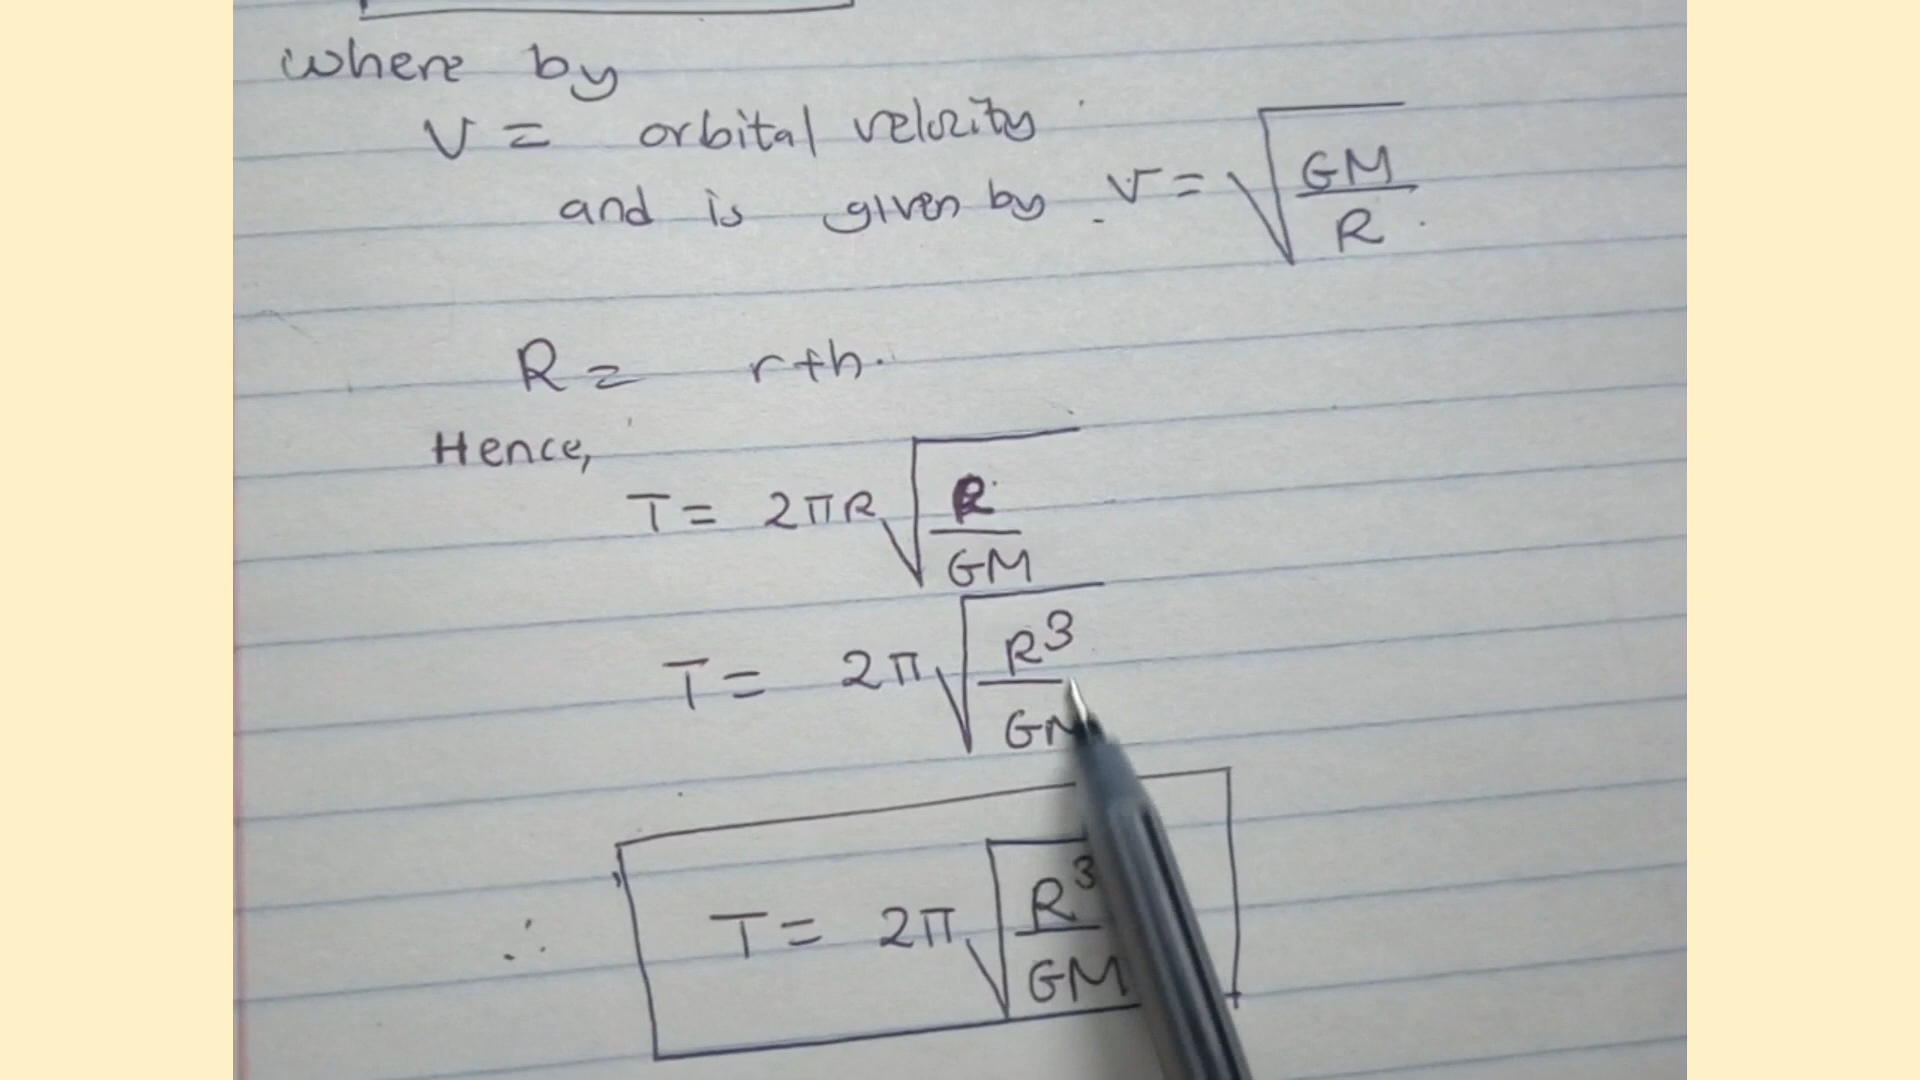 where by
V = orbital velocity
and is given by V = √(GM/R)
R = r+h.
Hence,
T = 2πR √(R/GM)
T = 2π √(R³/GM)
∴ T = 2π √(R³/GM)